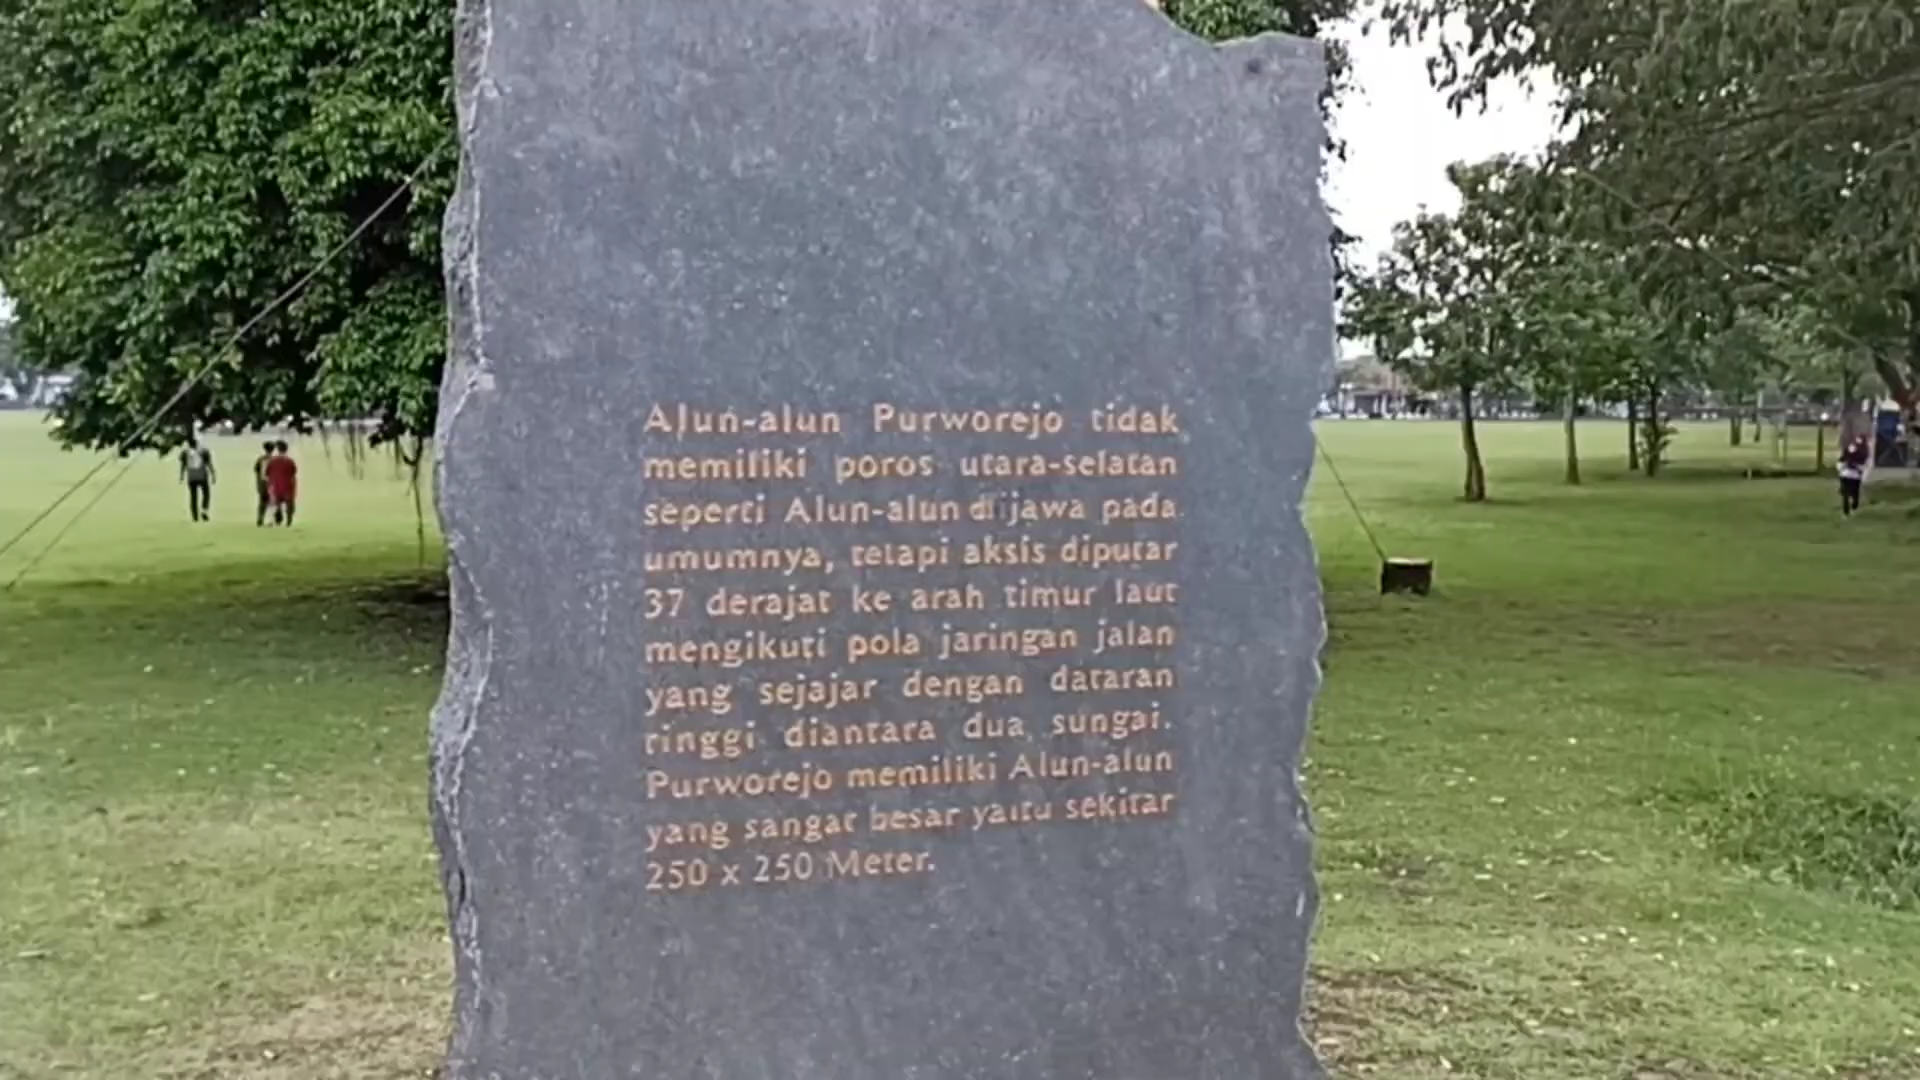 Alun-alun Purworejo tidak
memiliki poros utara-selatan
seperti Alun-alun di jawa pada
umumnya, tetapi aksis diputar
37 derajat ke arah timur laut
mengikuti pola jaringan jalan
yang sejajar dengan dataran
tinggi diantara dua sungai.
Purworejo memiliki Alun-alun
yang sangat besar yaitu sekitar
250 x 250 Meter.